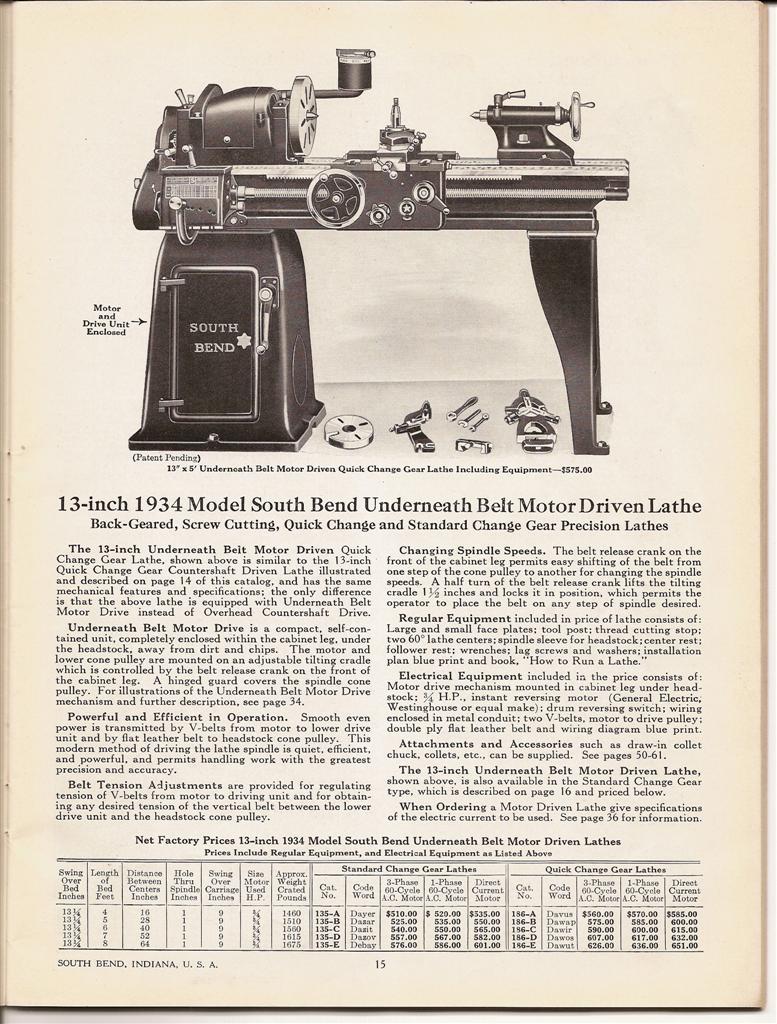 Motor
and
Drive Unit
Enclosed
SOUTH
BEND
(Patent Pending)
13" x 5' Underneath Belt Motor Driven Quick Change Gear Lathe Including Equipment—$575.00
13-inch 1934 Model South Bend Underneath Belt Motor Driven Lathe
Back-Geared, Screw Cutting, Quick Change and Standard Change Gear Precision Lathes
The 13-inch Underneath Belt Motor Driven Quick
Change Gear Lathe, shown above is similar to the 13-inch
Quick Change Gear Countershaft Driven Lathe illustrated
and described on page 14 of this catalog, and has the same
mechanical features and specifications; the only difference
is that the above lathe is equipped with Underneath Belt
Motor Drive instead of Overhead Countershaft Drive.
Underneath Belt Motor Drive is a compact, self-con-
tained unit, completely enclosed within the cabinet leg, under
the headstock, away from dirt and chips. The motor and
lower cone pulley are mounted on an adjustable tilting cradle
which is controlled by the belt release crank on the front of
the cabinet leg. A hinged guard covers the spindle cone
pulley. For illustrations of the Underneath Belt Motor Drive
mechanism and further description, see page 34.
Powerful and Efficient in Operation. Smooth even
power is transmitted by V-belts from motor to lower drive
unit and by flat leather belt to headstock cone pulley. This
modern method of driving the lathe spindle is quiet, efficient,
and powerful, and permits handling work with the greatest
precision and accuracy.
Belt Tension Adjustments are provided for regulating
tension of V-belts from motor to driving unit and for obtain-
ing any desired tension of the vertical belt between the lower
drive unit and the headstock cone pulley.
Changing Spindle Speeds. The belt release crank on the
front of the cabinet leg permits easy shifting of the belt from
one step of the cone pulley to another for changing the spindle
speeds. A half turn of the belt release crank lifts the tilting
cradle 1½ inches and locks it in position, which permits the
operator to place the belt on any step of spindle desired.
Regular Equipment included in price of lathe consists of:
Large and small face plates; tool post; thread cutting stop;
two 60° lathe centers; spindle sleeve for headstock; center rest;
follower rest; wrenches; lag screws and washers; installation
plan blue print and book, "How to Run a Lathe."
Electrical Equipment included in the price consists of:
Motor drive mechanism mounted in cabinet leg under head-
stock; ¾ H.P., instant reversing motor (General Electric,
Westinghouse or equal make); drum reversing switch; wiring
enclosed in metal conduit; two V-belts, motor to drive pulley;
double ply flat leather belt and wiring diagram blue print.
Attachments and Accessories such as draw-in collet
chuck, collets, etc., can be supplied. See pages 50-61.
The 13-inch Underneath Belt Motor Driven Lathe,
shown above, is also available in the Standard Change Gear
type, which is described on page 16 and priced below.
When Ordering a Motor Driven Lathe give specifications
of the electric current to be used. See page 36 for information.
Net Factory Prices 13-inch 1934 Model South Bend Underneath Belt Motor Driven Lathes
Prices Include Regular Equipment, and Electrical Equipment as Listed Above
Swing Over Bed Inches | Length of Bed Feet | Distance Between Centers Inches | Hole Thru Spindle Inches | Swing Over Carriage Inches | Size Motor Used H.P. | Approx. Weight Crated Pounds | Standard Change Gear Lathes | Quick Change Gear Lathes
Cat. No. | Code Word | 3-Phase 60-Cycle A.C. Motor | 1-Phase 60-Cycle A.C. Motor | Direct Current Motor | Cat. No. | Code Word | 3-Phase 60-Cycle A.C. Motor | 1-Phase 60-Cycle A.C. Motor | Direct Current Motor
13¼ 4 16 1 9 ¾ 1460 135-A Dayer $510.00 $ 520.00 $535.00 186-A Davus $560.00 $570.00 $585.00
13¼ 5 28 1 9 ¾ 1510 135-B Dazar 525.00 535.00 550.00 186-B Dawap 575.00 585.00 600.00
13¼ 6 40 1 9 ¾ 1560 135-C Dazit 540.00 550.00 565.00 186-C Dawir 590.00 600.00 615.00
13¼ 7 52 1 9 ¾ 1615 135-D Dazov 557.00 567.00 582.00 186-D Dawos 607.00 617.00 632.00
13¼ 8 64 1 9 ¾ 1675 135-E Debay 576.00 586.00 601.00 186-E Dawut 626.00 636.00 651.00
SOUTH BEND, INDIANA, U. S. A.
15